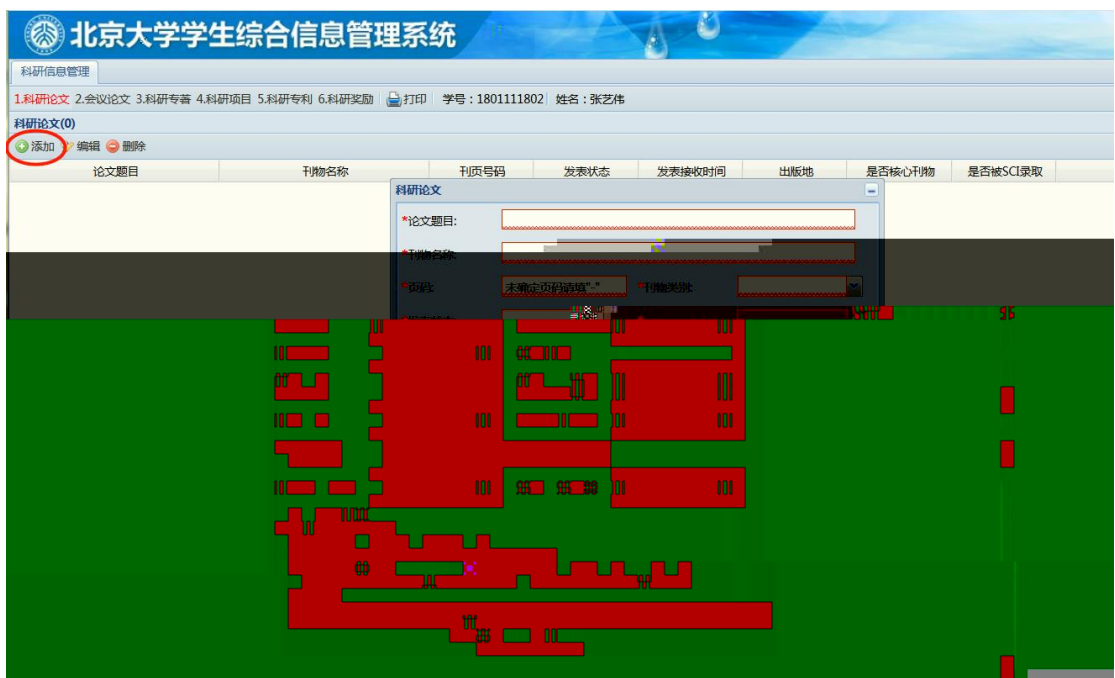 北京大学学生综合信息管理系统
科研信息管理
1.科研论文 2.会议论文 3.科研专著 4.科研项目 5.科研专利 6.科研奖励 打印 学号：1801111802 姓名：张艺伟
科研论文(0)
添加 编辑 删除
论文题目 刊物名称 刊页号码 发表状态 发表接收时间 出版地 是否核心刊物 是否被SCI录取
科研论文
*论文题目:
*刊物名称:
*页码: 未确定页码请填"-" *刊物类别: